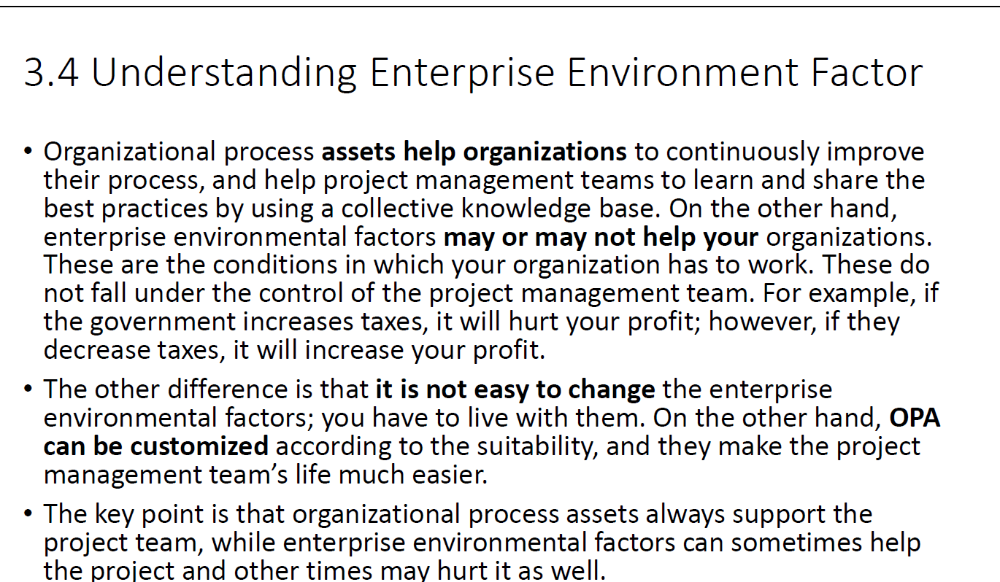 3.4 Understanding Enterprise Environment Factor
• Organizational process assets help organizations to continuously improve
their process, and help project management teams to learn and share the
best practices by using a collective knowledge base. On the other hand,
enterprise environmental factors may or may not help your organizations.
These are the conditions in which your organization has to work. These do
not fall under the control of the project management team. For example, if
the government increases taxes, it will hurt your profit; however, if they
decrease taxes, it will increase your profit.
• The other difference is that it is not easy to change the enterprise
environmental factors; you have to live with them. On the other hand, OPA
can be customized according to the suitability, and they make the project
management team’s life much easier.
• The key point is that organizational process assets always support the
project team, while enterprise environmental factors can sometimes help
the project and other times may hurt it as well.